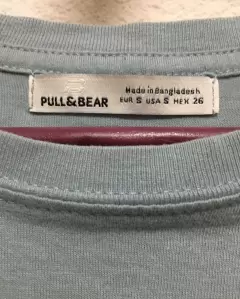 PULL&BEAR
Made in Bangladesh
EUR S USA S MEX 26